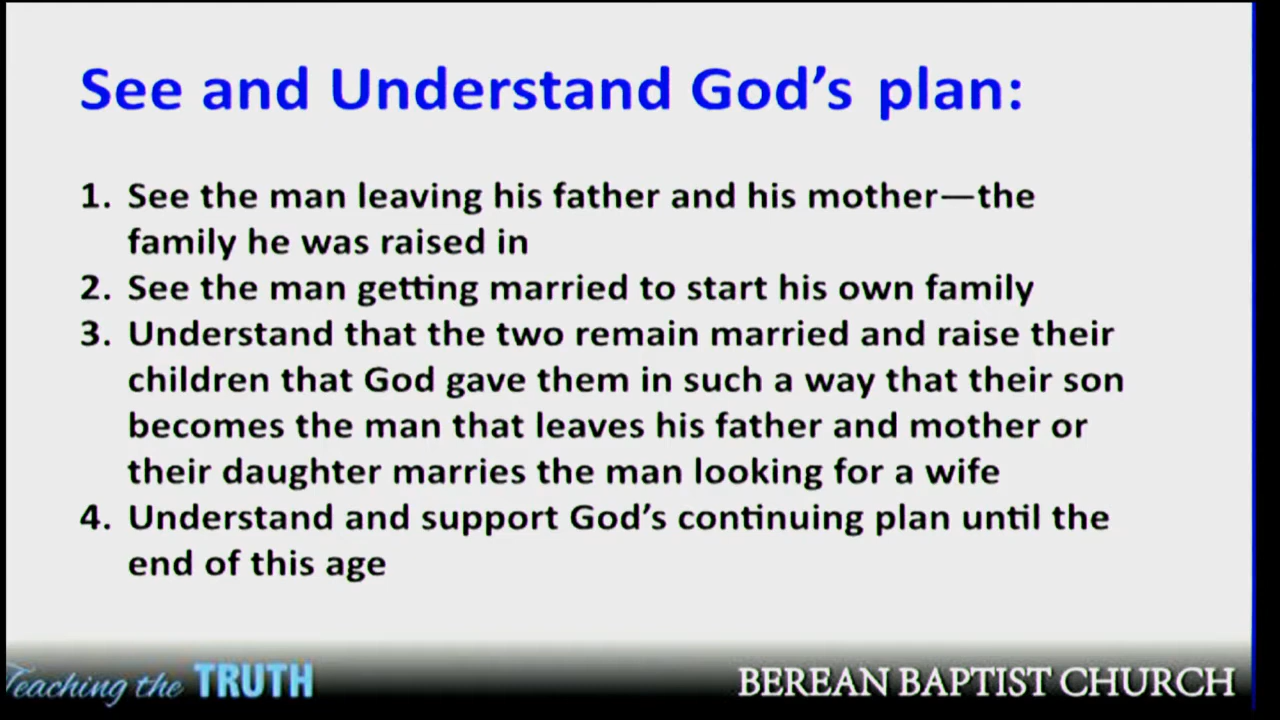 See and Understand God’s plan:
1. See the man leaving his father and his mother—the
family he was raised in
2. See the man getting married to start his own family
3. Understand that the two remain married and raise their
children that God gave them in such a way that their son
becomes the man that leaves his father and mother or
their daughter marries the man looking for a wife
4. Understand and support God’s continuing plan until the
end of this age
Teaching the TRUTH
BEREAN BAPTIST CHURCH